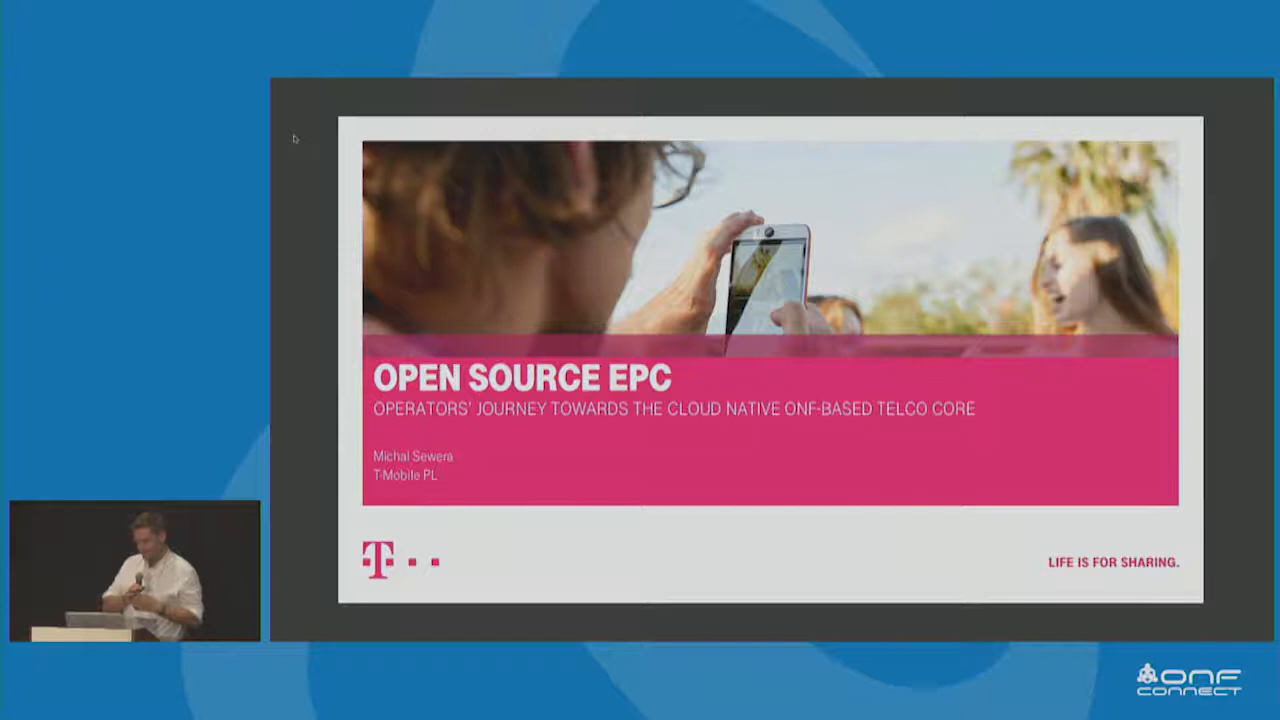 OPEN SOURCE EPC
OPERATORS' JOURNEY TOWARDS THE CLOUD NATIVE ONF-BASED TELCO CORE
Michal Sewera
T-Mobile PL
T
LIFE IS FOR SHARING.
ONF
CONNECT